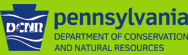 DCNR
pennsylvania
DEPARTMENT OF CONSERVATION
AND NATURAL RESOURCES